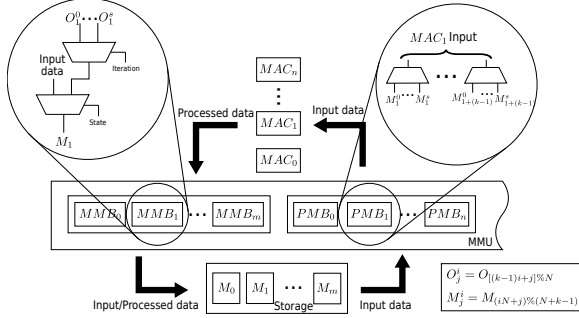 O_1^0 ... O_1^s
Input
data
Iteration
State
M_1
MAC_n
MAC_1
MAC_0
Processed data
Input data
MAC_1 Input
M_1^0 ... M_1^s
M_{1+(k-1)}^0 ... M_{1+(k-1)}^s
MMB_0 MMB_1 ... MMB_m
PMB_0 PMB_1 ... PMB_n
MMU
Input/Processed data
M_0 M_1 ... M_m
Storage
Input data
O_j^i = O_{[(k-1)i+j]%N}
M_j^i = M_{(iN+j)%(N+k-1)}